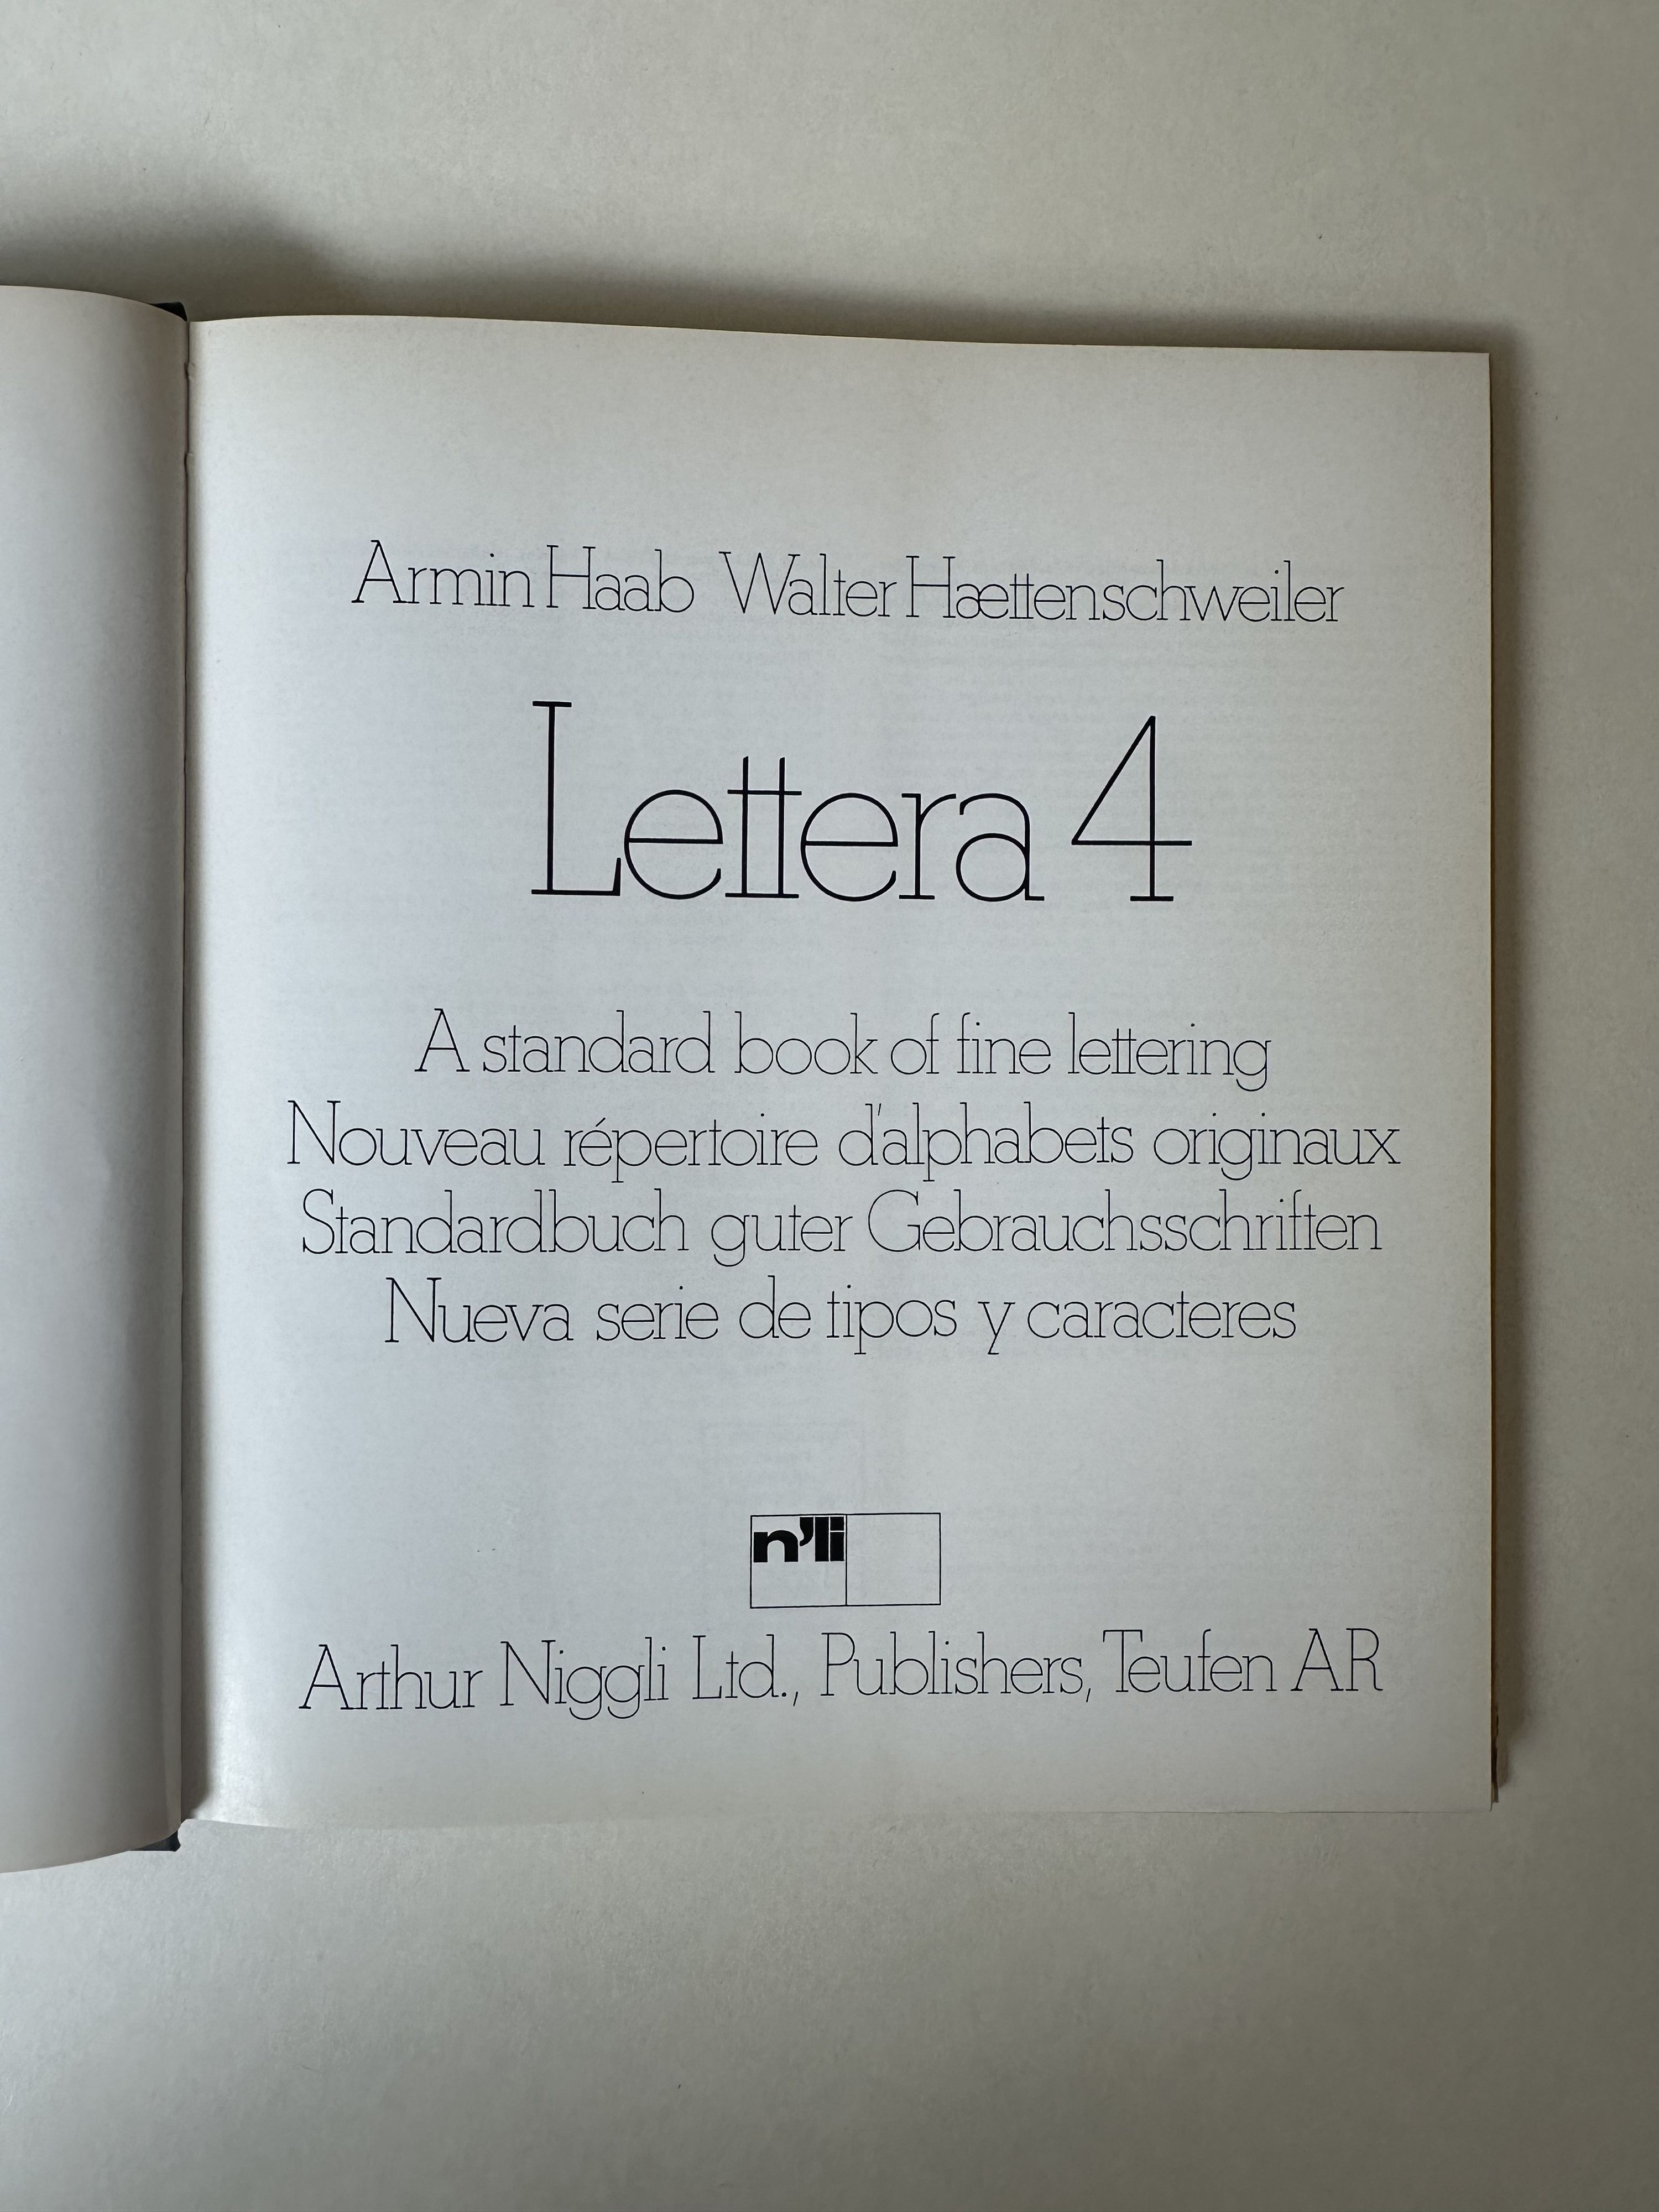 Armin Haab Walter Hættenschweiler
Lettera 4
A standard book of fine lettering
Nouveau répertoire d'alphabets originaux
Standardbuch guter Gebrauchsschriften
Nueva serie de tipos y caracteres
n'li
Arthur Niggli Ltd., Publishers, Teufen AR